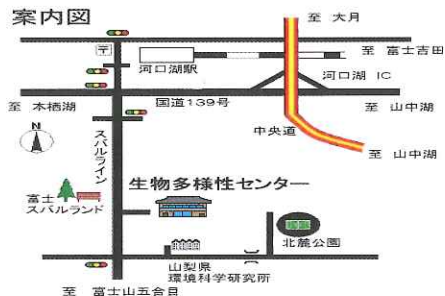 案内図
至 大月
〒
至 富士吉田
河口湖駅
河口湖 IC
至 本栖湖
国道139号
至 山中湖
N
スバルライン
中央道
至 山中湖
生物多様性センター
富士
スバルランド
北麓公園
山梨県
環境科学研究所
至 富士山五合目